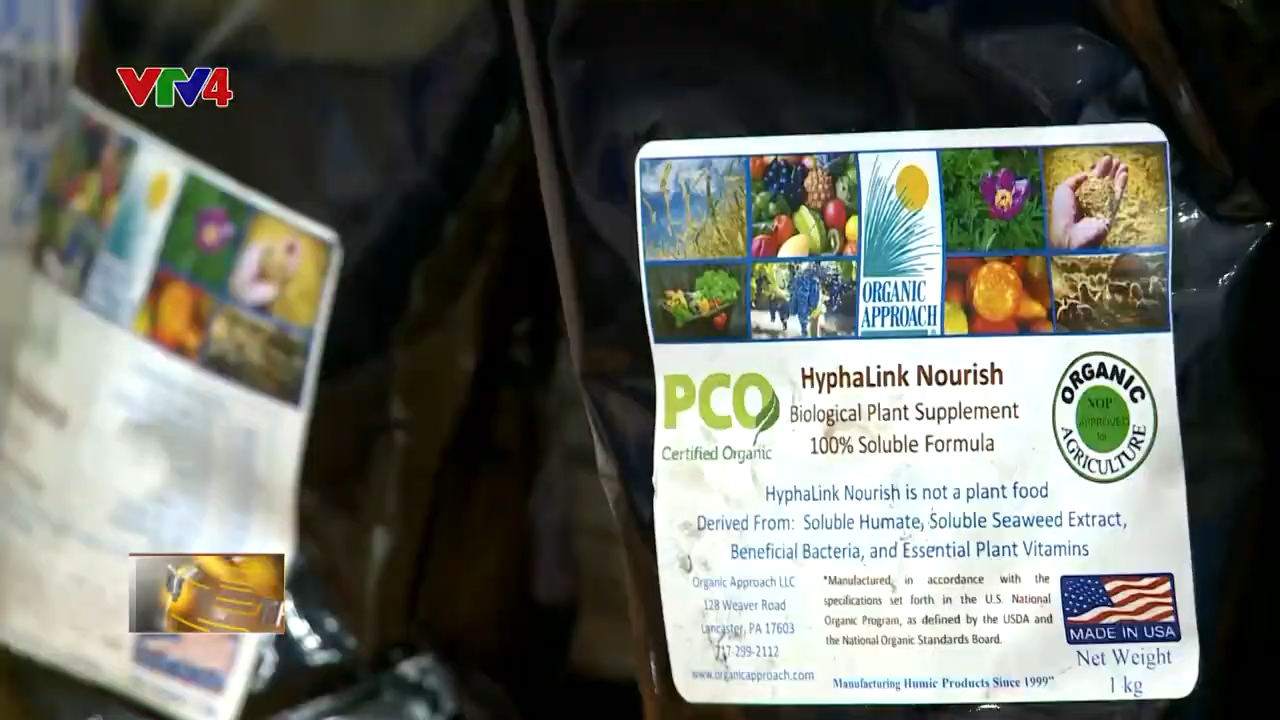 VTV4
ORGANIC
APPROACH
PCO
Certified Organic
HyphaLink Nourish
Biological Plant Supplement
100% Soluble Formula
ORGANIC
NOP
APPROVED
for
AGRICULTURE
HyphaLink Nourish is not a plant food
Derived From: Soluble Humate, Soluble Seaweed Extract,
Beneficial Bacteria, and Essential Plant Vitamins
Organic Approach LLC
128 Weaver Road
Lancaster, PA 17603
717-299-2112
www.organicapproach.com
"Manufactured, in accordance with the
specifications set forth in the U.S. National
Organic Program, as defined by the USDA and
the National Organic Standards Board.
Manufacturing Humic Products Since 1999"
MADE IN USA
Net Weight
1 kg